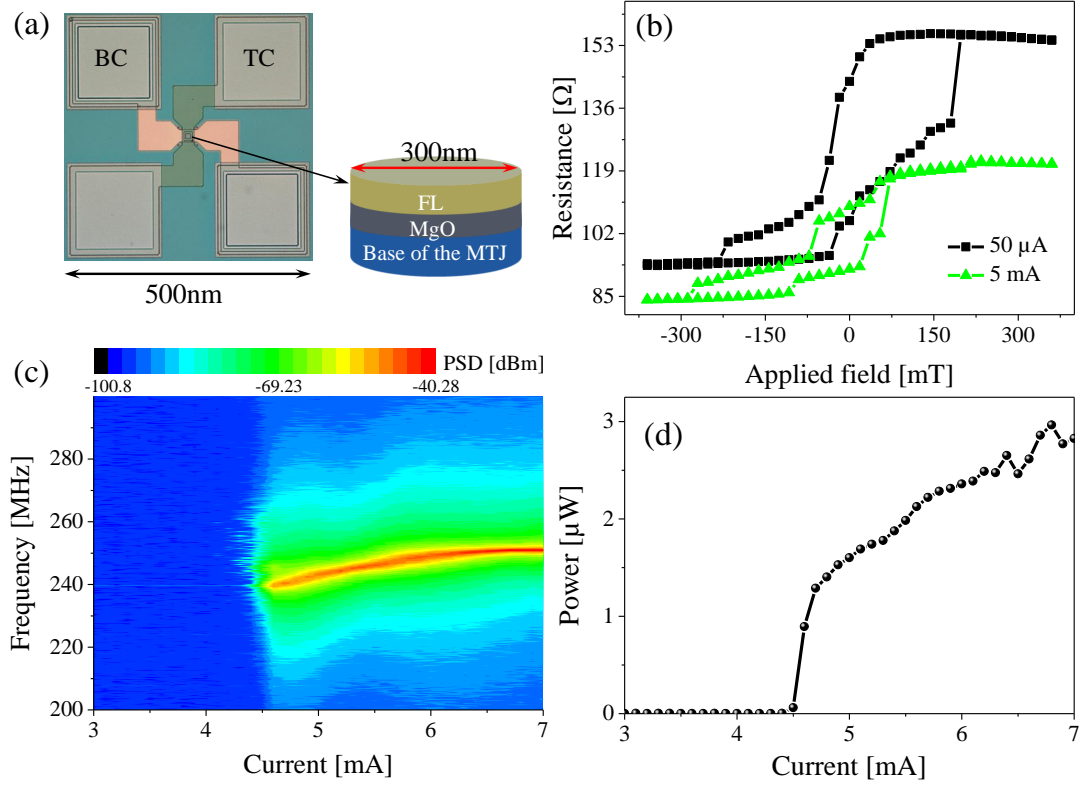 (a)
BC
TC
300nm
FL
MgO
Base of the MTJ
500nm
(b)
Resistance [Ω]
153
136
119
102
85
50 µA
5 mA
-300
-150
0
150
300
Applied field [mT]
(c)
PSD [dBm]
-100.8
-69.23
-40.28
Frequency [MHz]
280
260
240
220
200
3
4
5
6
7
Current [mA]
(d)
Power [µW]
3
2
1
0
3
4
5
6
7
Current [mA]